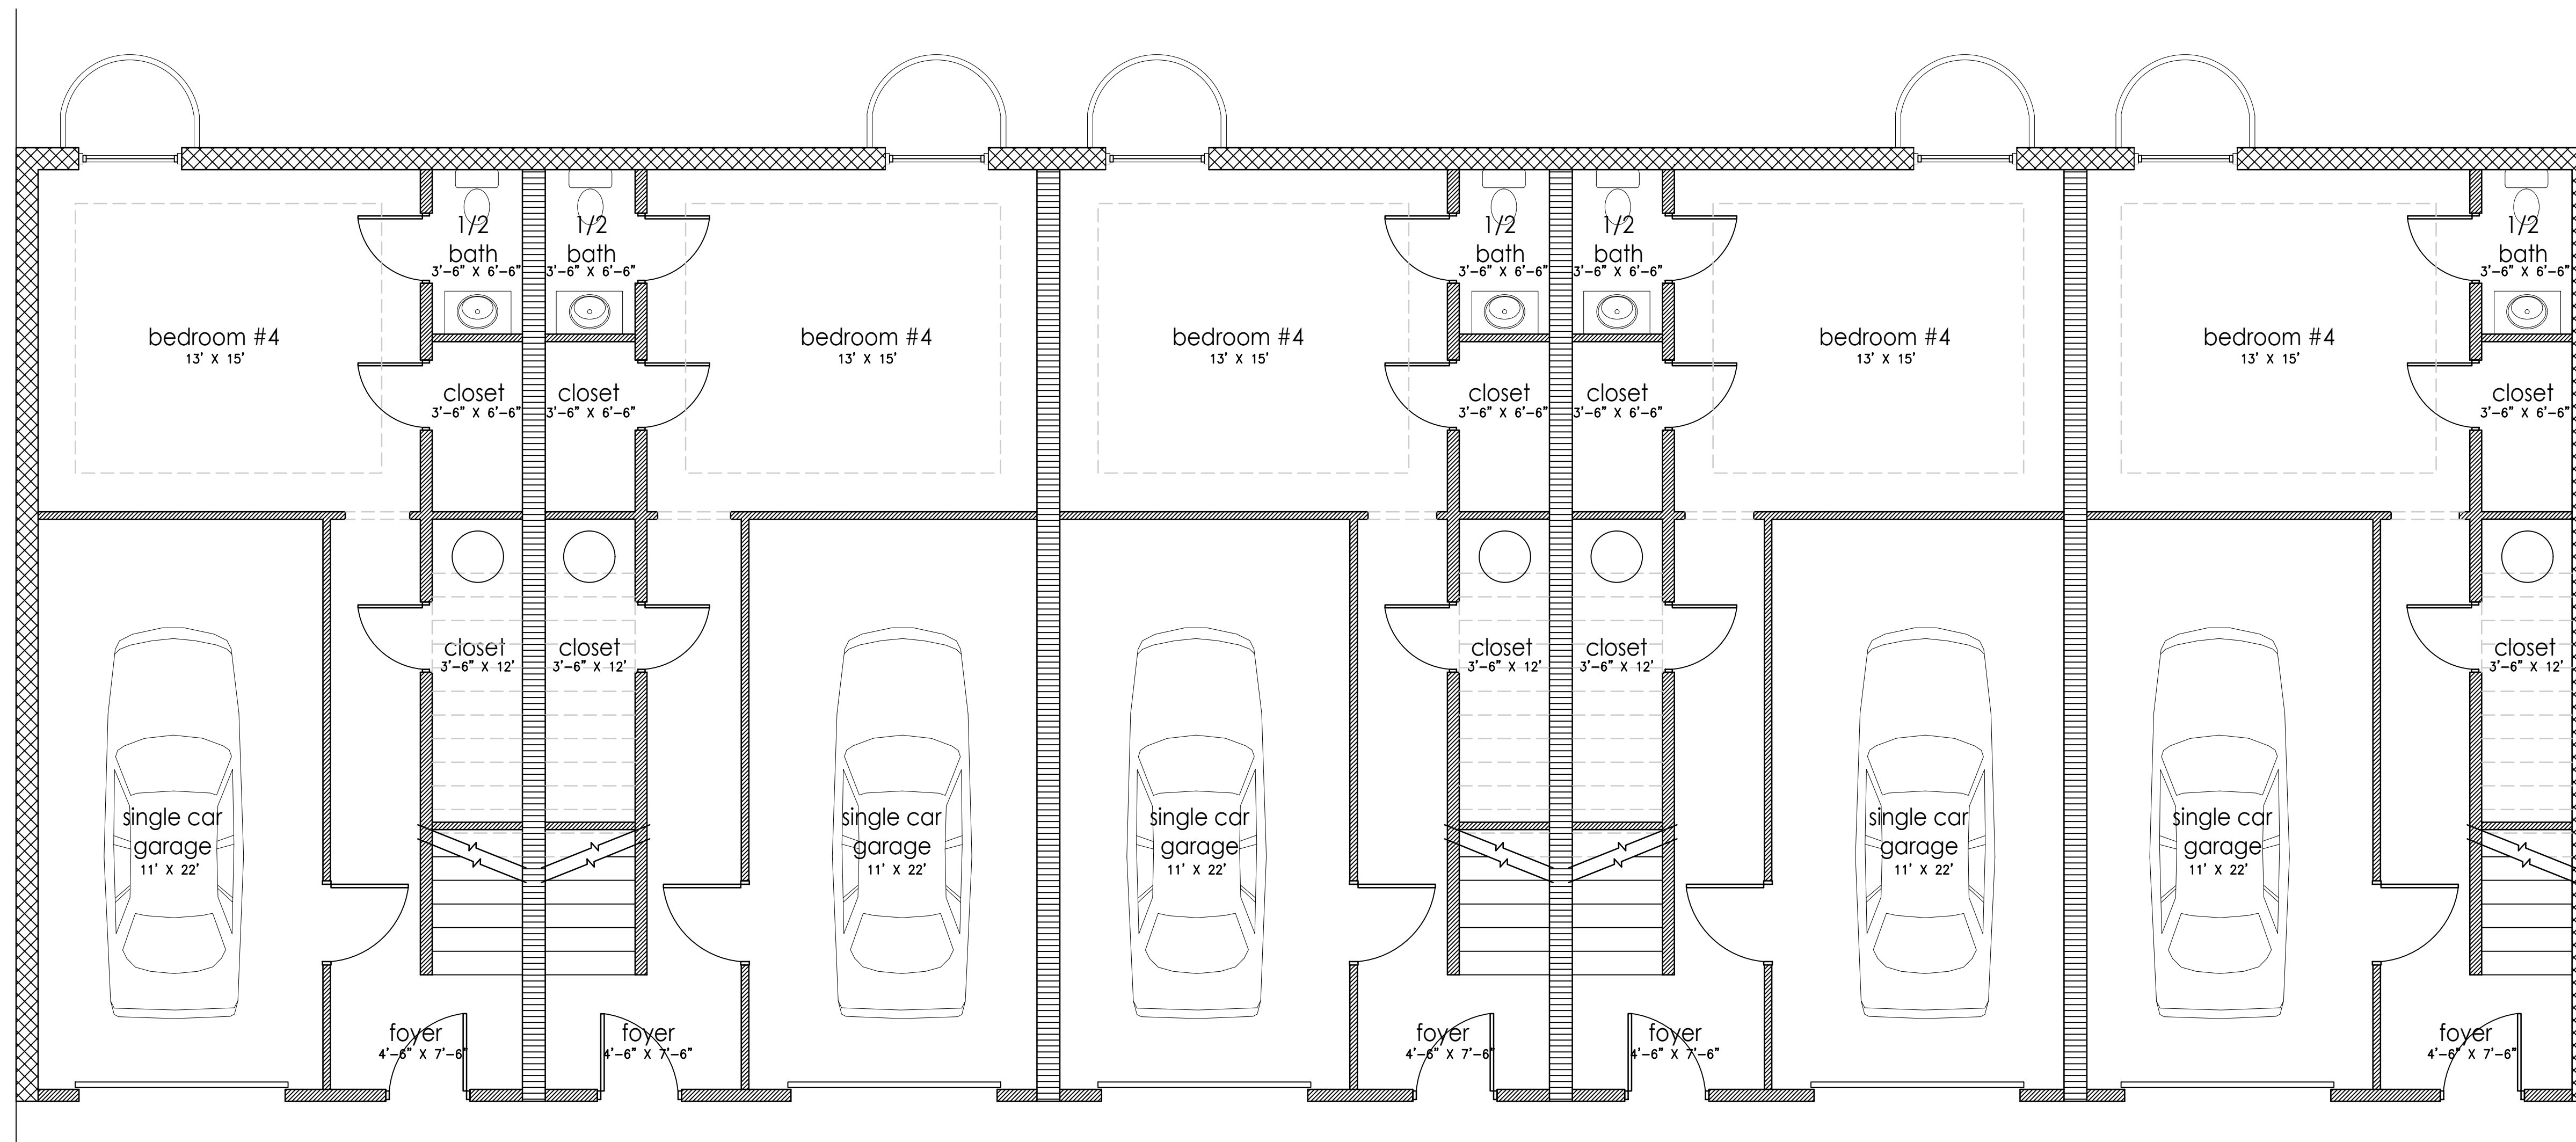 1/2 1/2 1/2 1/2 1/2
bath bath bath bath bath
3'-6" X 6'-6" 3'-6" X 6'-6" 3'-6" X 6'-6" 3'-6" X 6'-6" 3'-6" X 6'-6"
bedroom #4 bedroom #4 bedroom #4 bedroom #4 bedroom #4
13' X 15' 13' X 15' 13' X 15' 13' X 15' 13' X 15'
closet closet closet closet closet
3'-6" X 6'-6" 3'-6" X 6'-6" 3'-6" X 6'-6" 3'-6" X 6'-6" 3'-6" X 6'-6"
closet closet closet closet closet
3'-6" X 12' 3'-6" X 12' 3'-6" X 12' 3'-6" X 12' 3'-6" X 12'
single car single car single car single car single car
garage garage garage garage garage
11' X 22' 11' X 22' 11' X 22' 11' X 22' 11' X 22'
foyer foyer foyer foyer foyer
4'-6" X 7'-6" 4'-6" X 7'-6" 4'-6" X 7'-6" 4'-6" X 7'-6" 4'-6" X 7'-6"